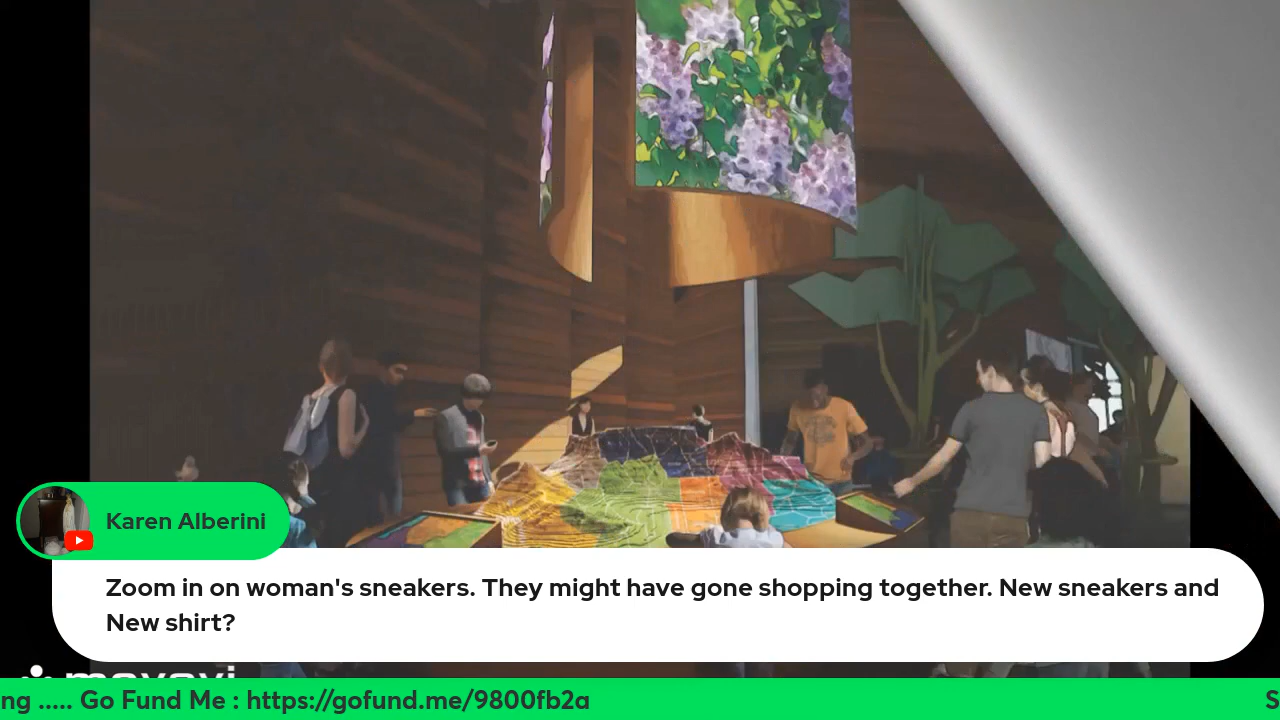 Karen Alberini
Zoom in on woman's sneakers. They might have gone shopping together. New sneakers and
New shirt?
movavi
ng ..... Go Fund Me : https://gofund.me/9800fb2a
S